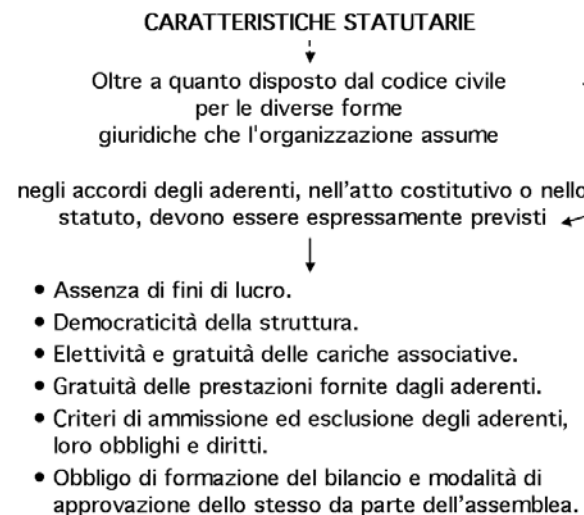 CARATTERISTICHE STATUTARIE
Oltre a quanto disposto dal codice civile
per le diverse forme
giuridiche che l'organizzazione assume
negli accordi degli aderenti, nell'atto costitutivo o nello
statuto, devono essere espressamente previsti
• Assenza di fini di lucro.
• Democraticità della struttura.
• Elettività e gratuità delle cariche associative.
• Gratuità delle prestazioni fornite dagli aderenti.
• Criteri di ammissione ed esclusione degli aderenti,
loro obblighi e diritti.
• Obbligo di formazione del bilancio e modalità di
approvazione dello stesso da parte dell'assemblea.